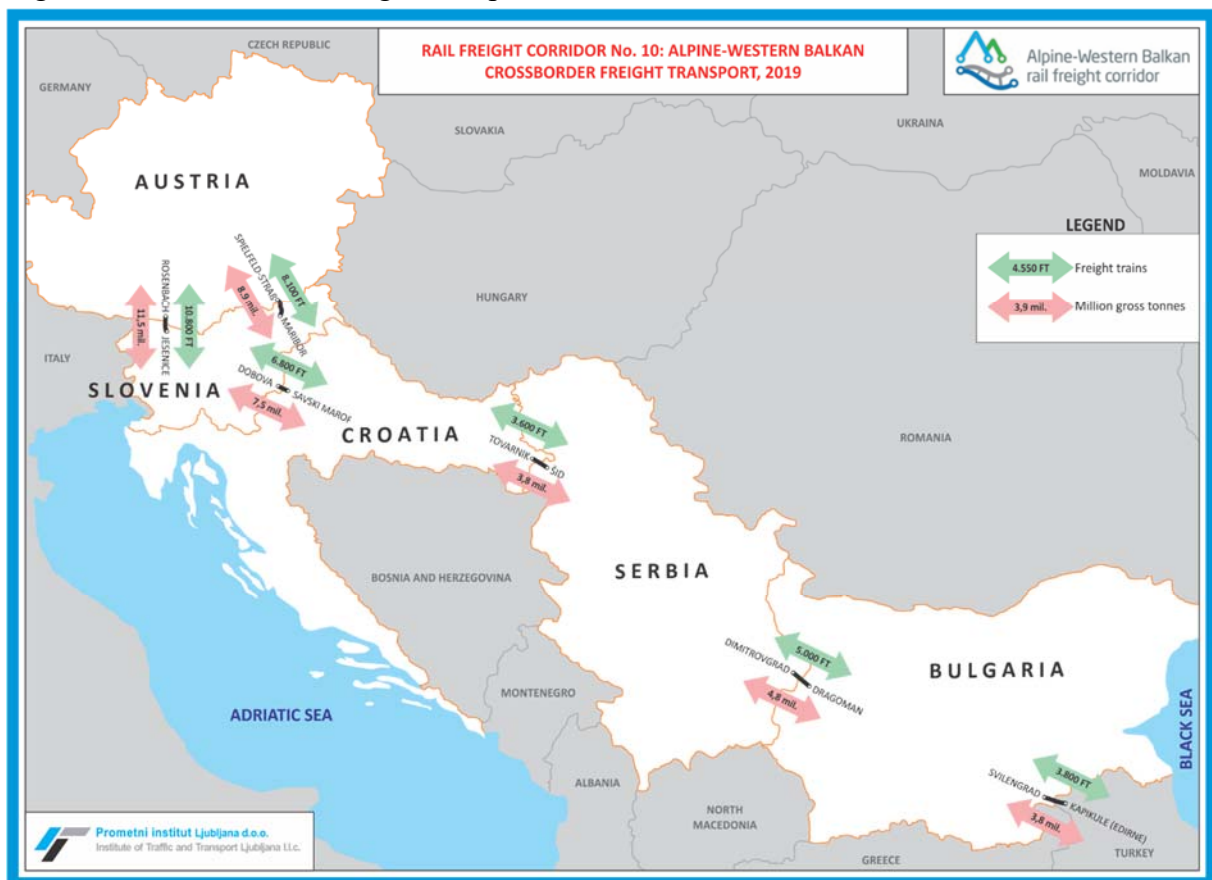 RAIL FREIGHT CORRIDOR No. 10: ALPINE-WESTERN BALKAN
CROSSBORDER FREIGHT TRANSPORT, 2019
Alpine-Western Balkan
rail freight corridor
CZECH REPUBLIC
GERMANY
SLOVAKIA
UKRAINA
MOLDAVIA
AUSTRIA
LEGEND
4.550 FT
Freight trains
3,9 mil.
Million gross tonnes
SPIELFELD-STRAß
MARIBOR
8.100 FT
8.9 mil.
ROSENBACH
JESENICE
11,5 mil.
10.800 FT
HUNGARY
ITALY
6.800 FT
DOBOVA
SAVSKI MAROF
7,5 mil.
SLOVENIA
CROATIA
3.600 FT
TOVARNIK
ŠID
3,8 mil.
ROMANIA
BOSNIA AND HERZEGOVINA
SERBIA
5.000 FT
DIMITROVGRAD
DRAGOMAN
4,8 mil.
BULGARIA
MONTENEGRO
ADRIATIC SEA
BLACK SEA
ALBANIA
3.800 FT
SVILENGRAD
KAPIKULE (EDIRNE)
3,8 mil.
NORTH
MACEDONIA
TURKEY
GREECE
Prometni institut Ljubljana d.o.o.
Institute of Traffic and Transport Ljubljana l.l.c.